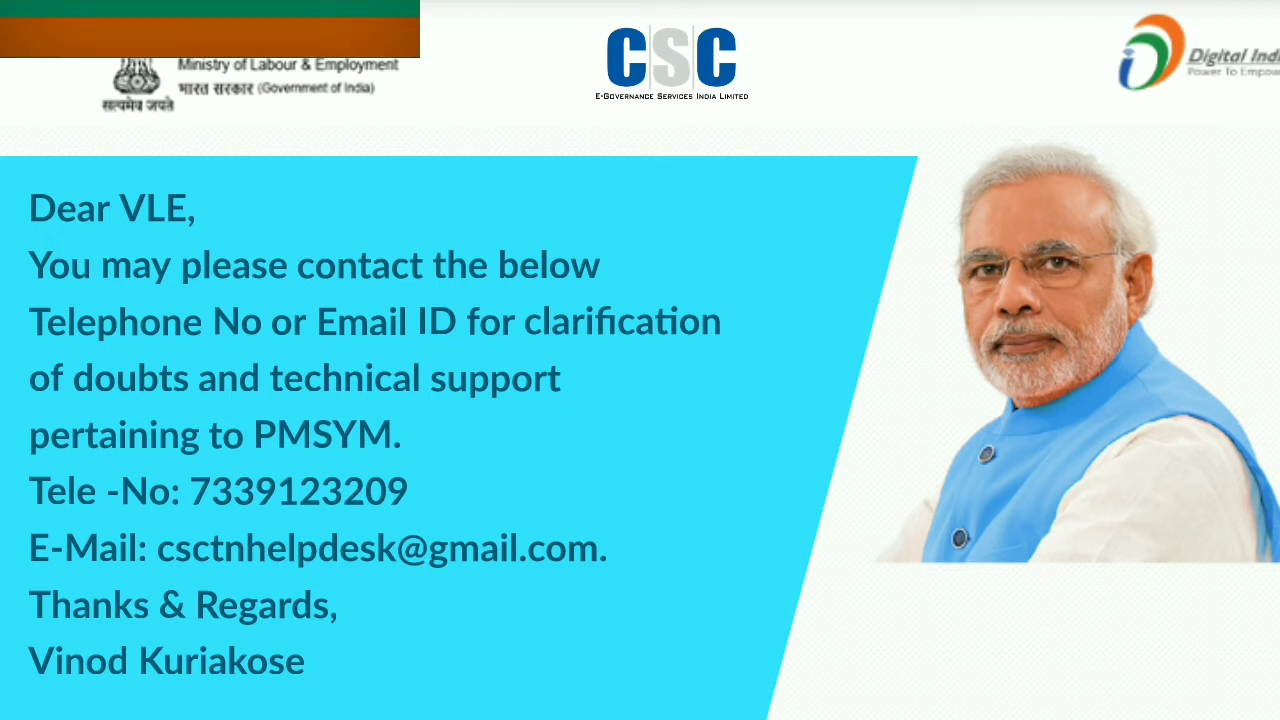 Ministry of Labour & Employment
भारत सरकार (Government of India)
सत्यमेव जयते
CSC
E-Governance Services India Limited
Digital Indi
Power To Empow
Dear VLE,
You may please contact the below
Telephone No or Email ID for clarification
of doubts and technical support
pertaining to PMSYM.
Tele -No: 7339123209
E-Mail: csctnhelpdesk@gmail.com.
Thanks & Regards,
Vinod Kuriakose